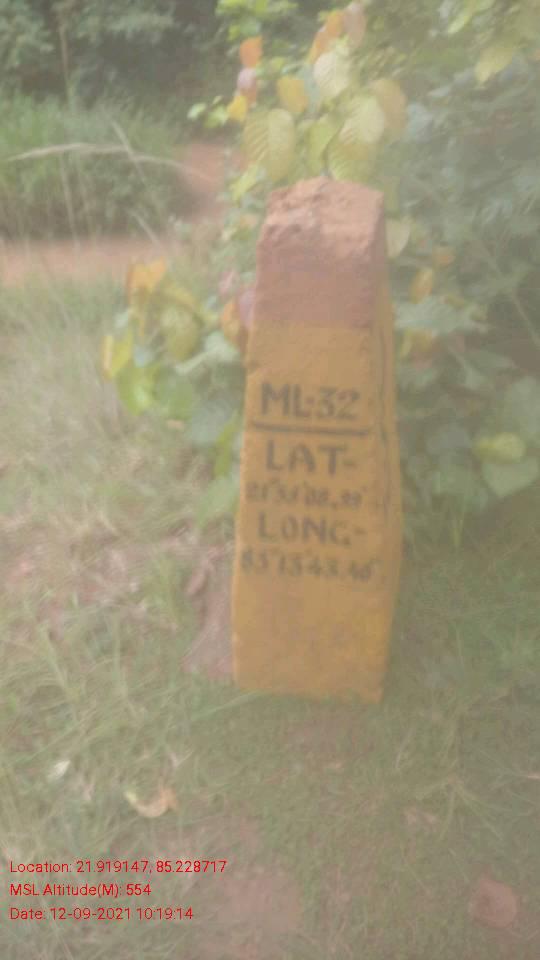 ML-32
LAT-
LONG-
85°13'43.46"
Location: 21.919147, 85.228717
MSL Altitude(M): 554
Date: 12-09-2021 10:19:14